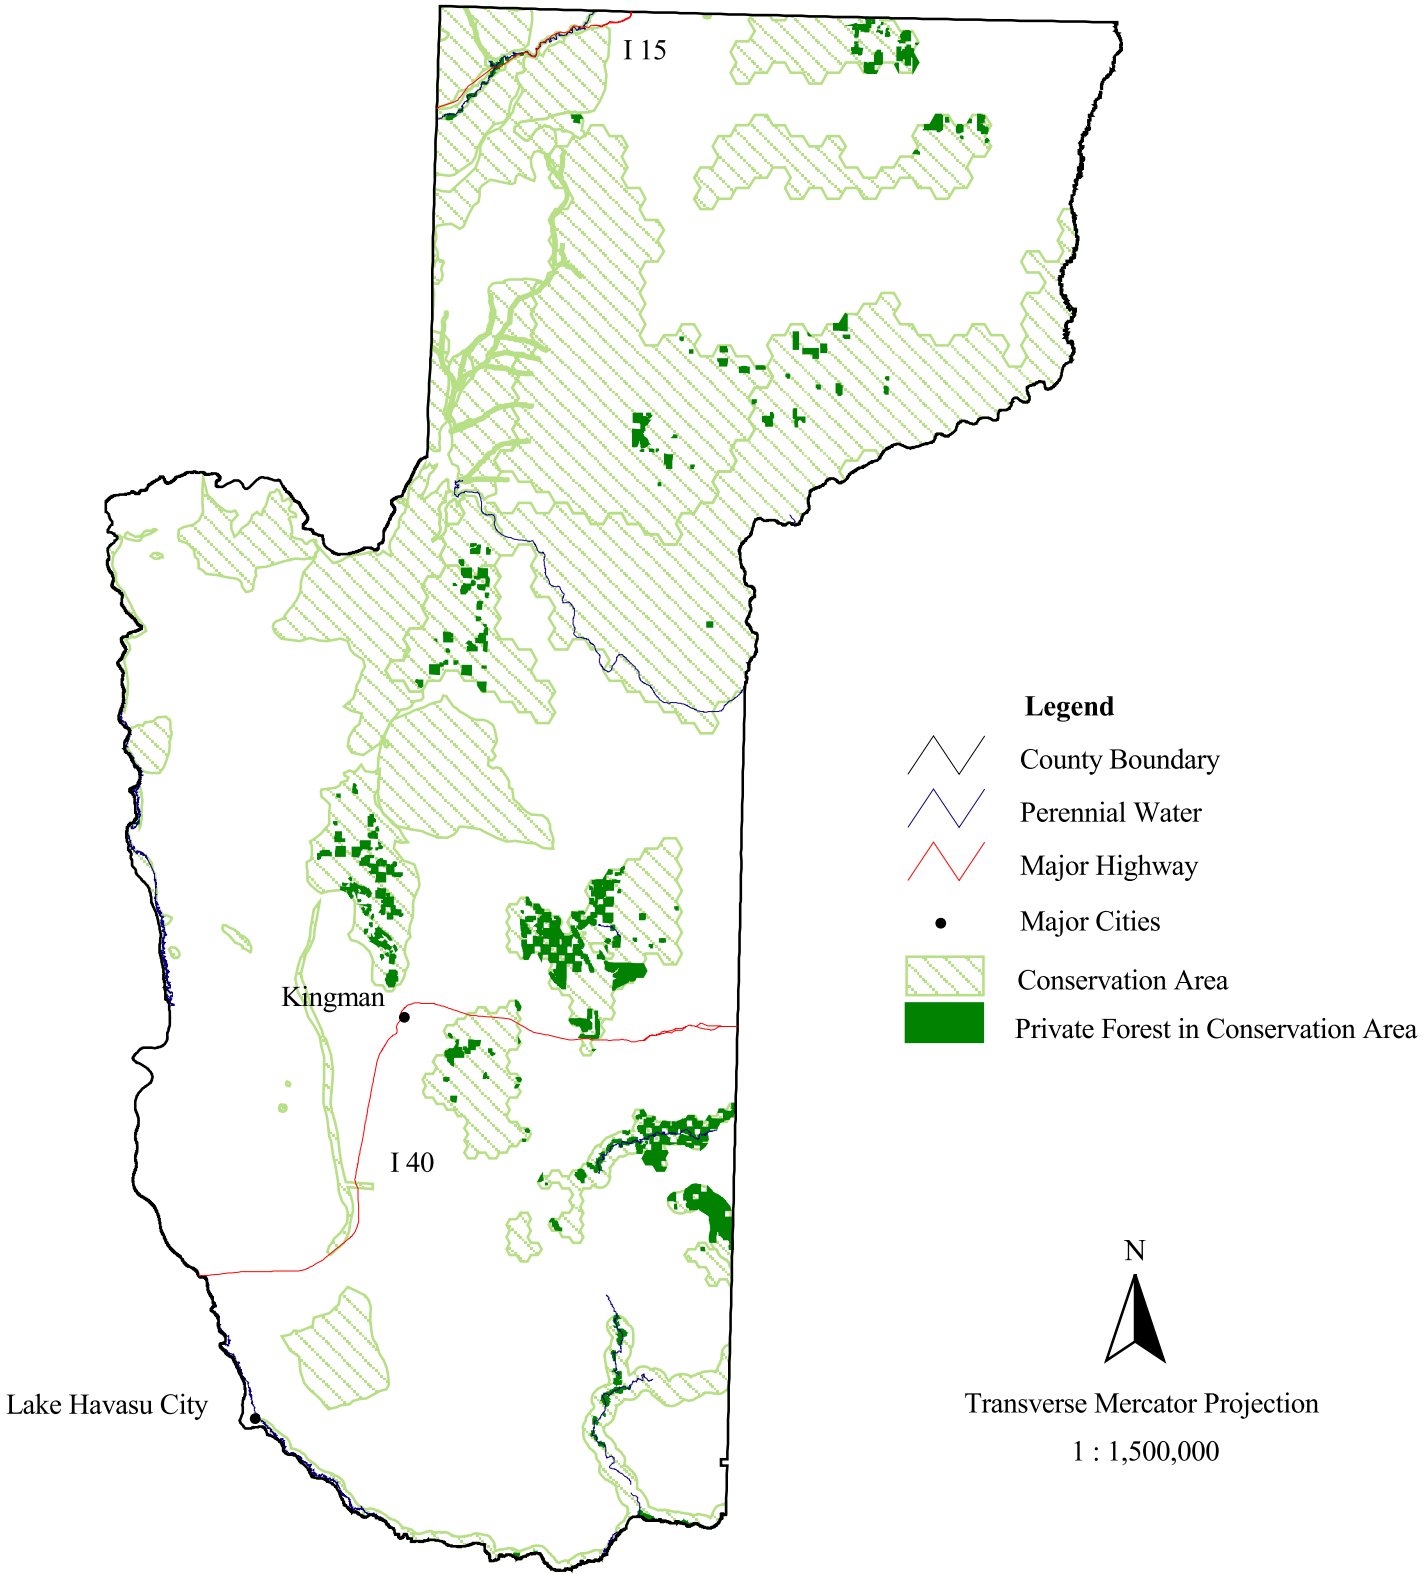 I 15
Legend
County Boundary
Perennial Water
Major Highway
Major Cities
Conservation Area
Private Forest in Conservation Area
Kingman
I 40
N
Lake Havasu City
Transverse Mercator Projection
1 : 1,500,000